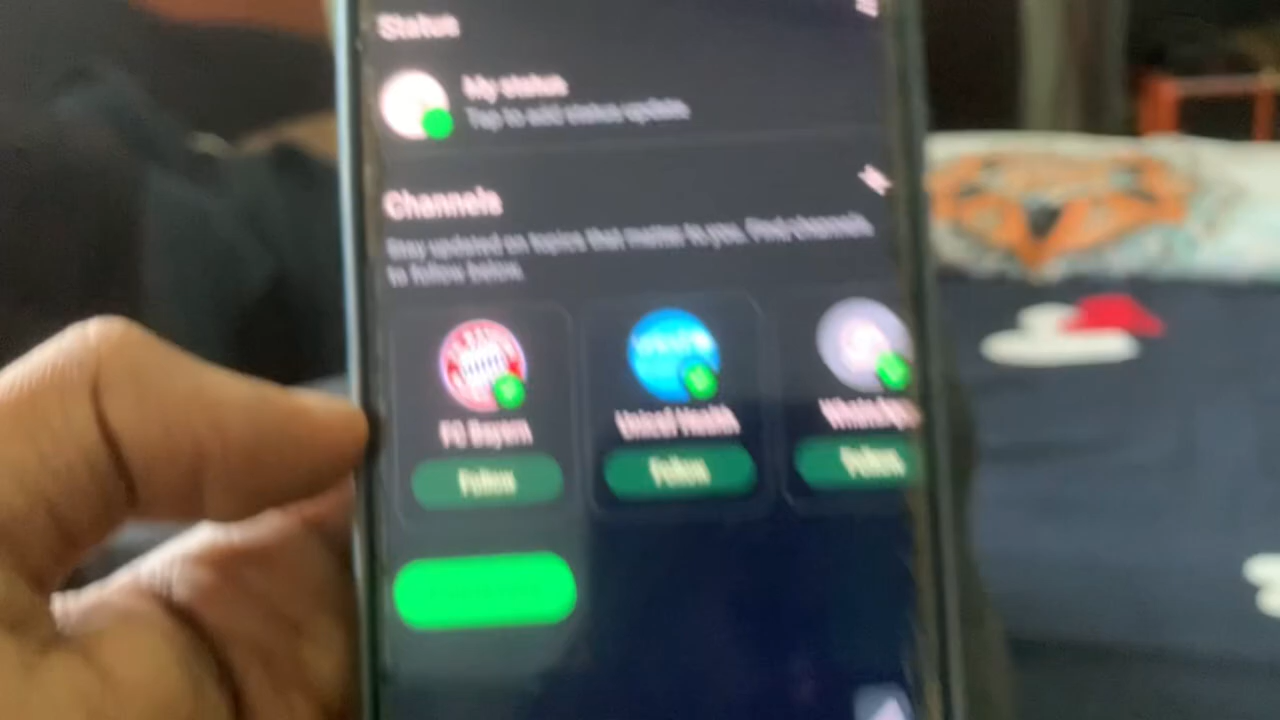 Status
My status
Tap to add status update
Channels
Stay updated on topics that matter to you. Find channels
to follow below.
FC Bayern
Follow
Follow
WhatsApp
Follow